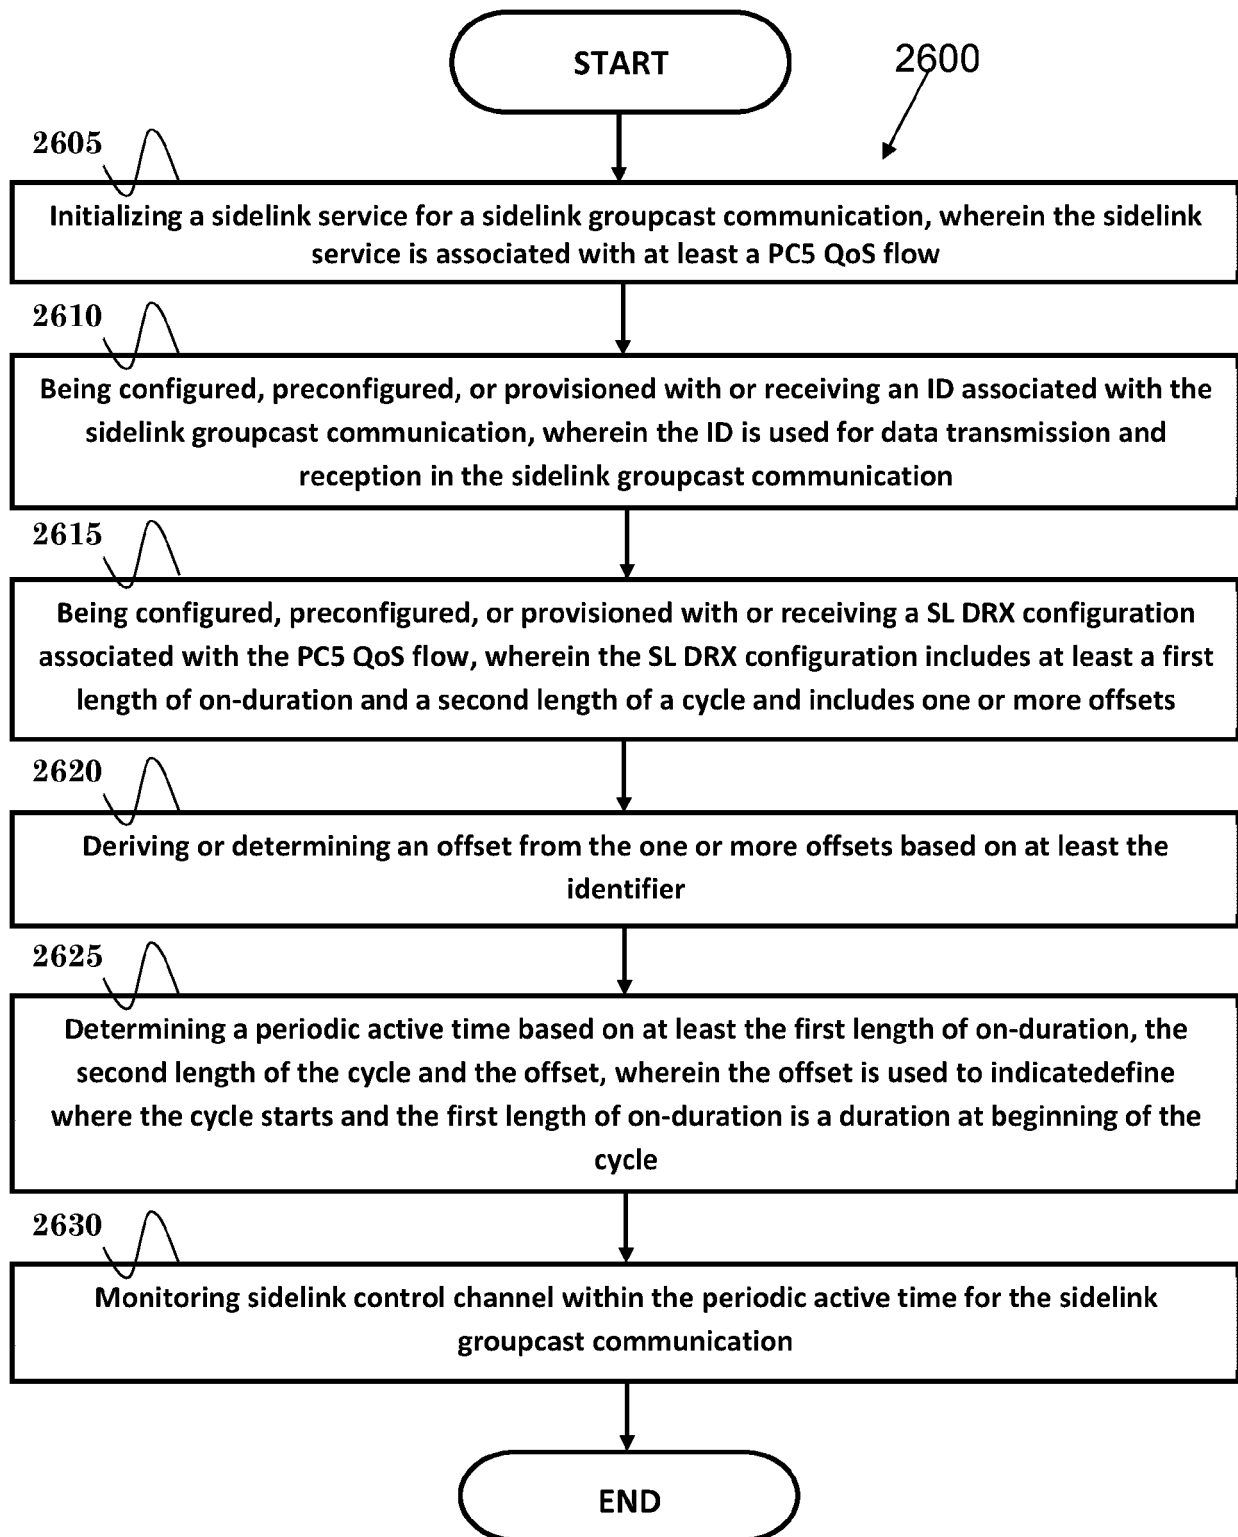 START
2600
2605
Initializing a sidelink service for a sidelink groupcast communication, wherein the sidelink
service is associated with at least a PC5 QoS flow
2610
Being configured, preconfigured, or provisioned with or receiving an ID associated with the
sidelink groupcast communication, wherein the ID is used for data transmission and
reception in the sidelink groupcast communication
2615
Being configured, preconfigured, or provisioned with or receiving a SL DRX configuration
associated with the PC5 QoS flow, wherein the SL DRX configuration includes at least a first
length of on-duration and a second length of a cycle and includes one or more offsets
2620
Deriving or determining an offset from the one or more offsets based on at least the
identifier
2625
Determining a periodic active time based on at least the first length of on-duration, the
second length of the cycle and the offset, wherein the offset is used to indicatedefine
where the cycle starts and the first length of on-duration is a duration at beginning of the
cycle
2630
Monitoring sidelink control channel within the periodic active time for the sidelink
groupcast communication
END